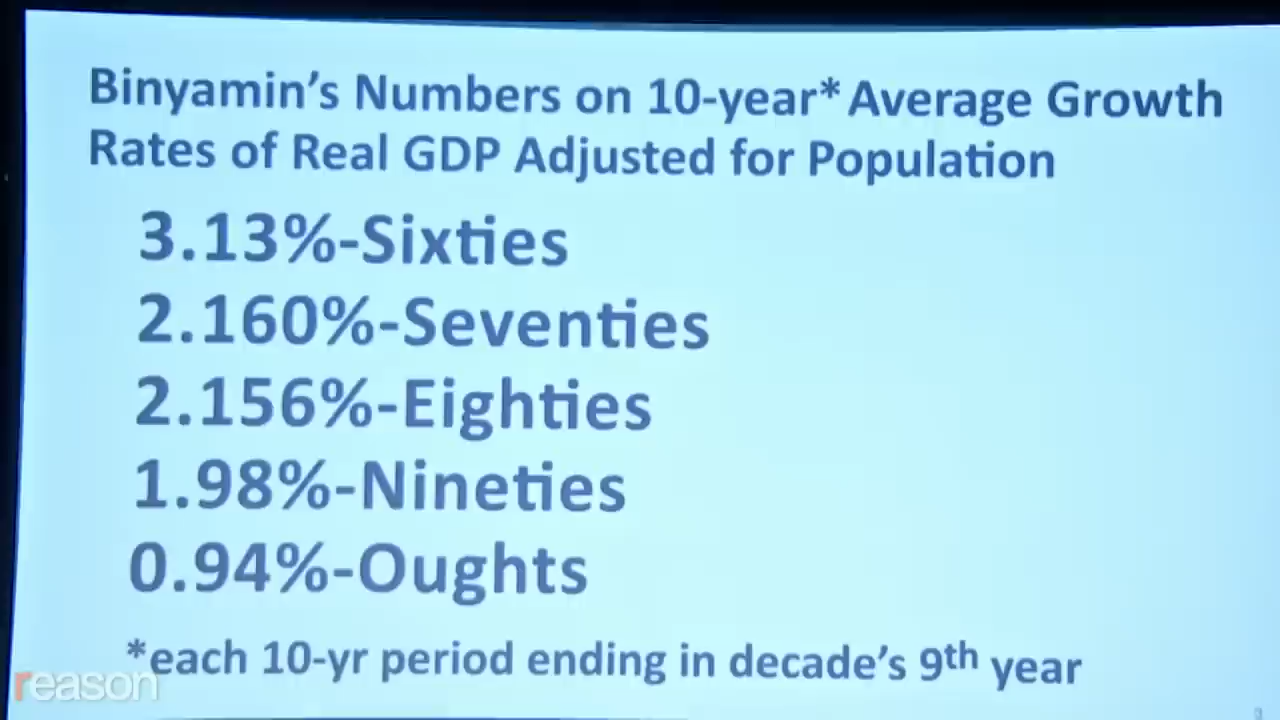 Binyamin's Numbers on 10-year* Average Growth
Rates of Real GDP Adjusted for Population
3.13%-Sixties
2.160%-Seventies
2.156%-Eighties
1.98%-Nineties
0.94%-Oughts
*each 10-yr period ending in decade's 9th year
reason
3